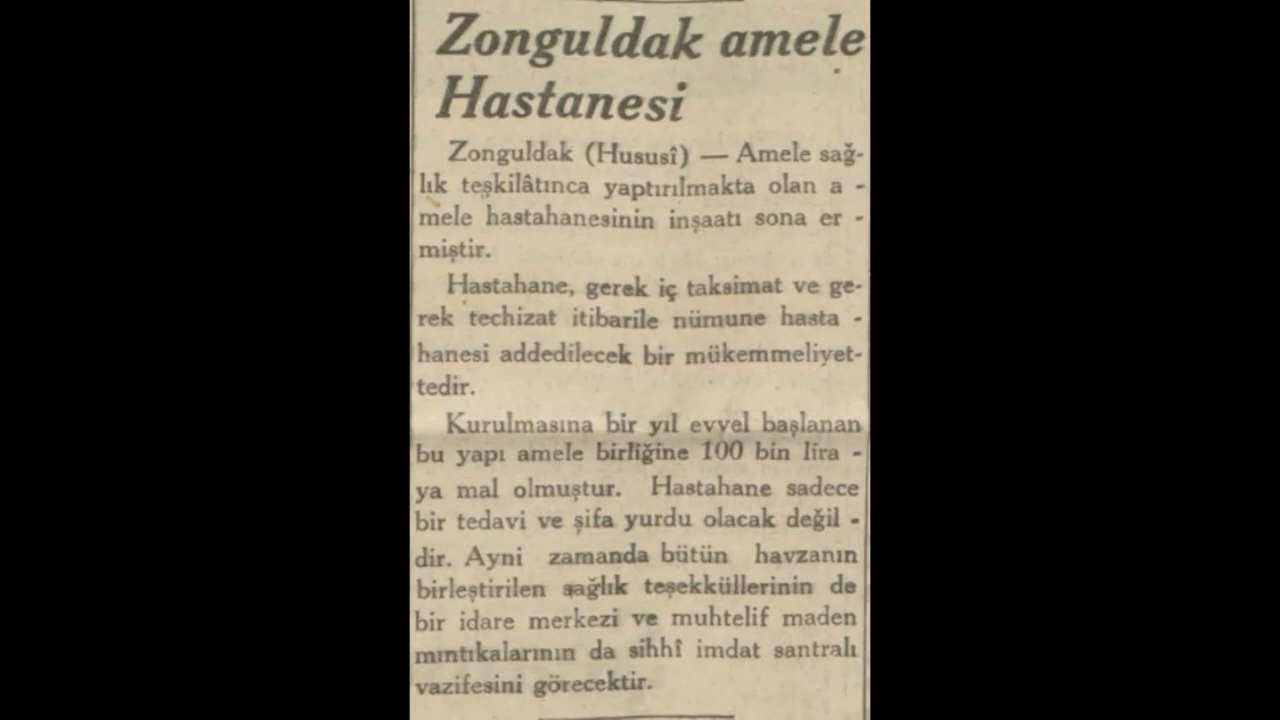 Zonguldak amele
Hastanesi
Zonguldak (Hususî) — Amele sağ-
lık teşkilâtınca yaptırılmakta olan a -
mele hastahanesinin inşaatı sona er -
miştir.
Hastahane, gerek iç taksimat ve ge-
rek techizat itibarile nümune hasta -
hanesi addedilecek bir mükemmeliyet-
tedir.
Kurulmasına bir yıl evvel başlanan
bu yapı amele birliğine 100 bin lira -
ya mal olmuştur. Hastahane sadece
bir tedavi ve şifa yurdu olacak değil -
dir. Ayni zamanda bütün havzanın
birleştirilen sağlık teşekküllerinin de
bir idare merkezi ve muhtelif maden
mıntıkalarının da sihhî imdat santralı
vazifesini görecektir.